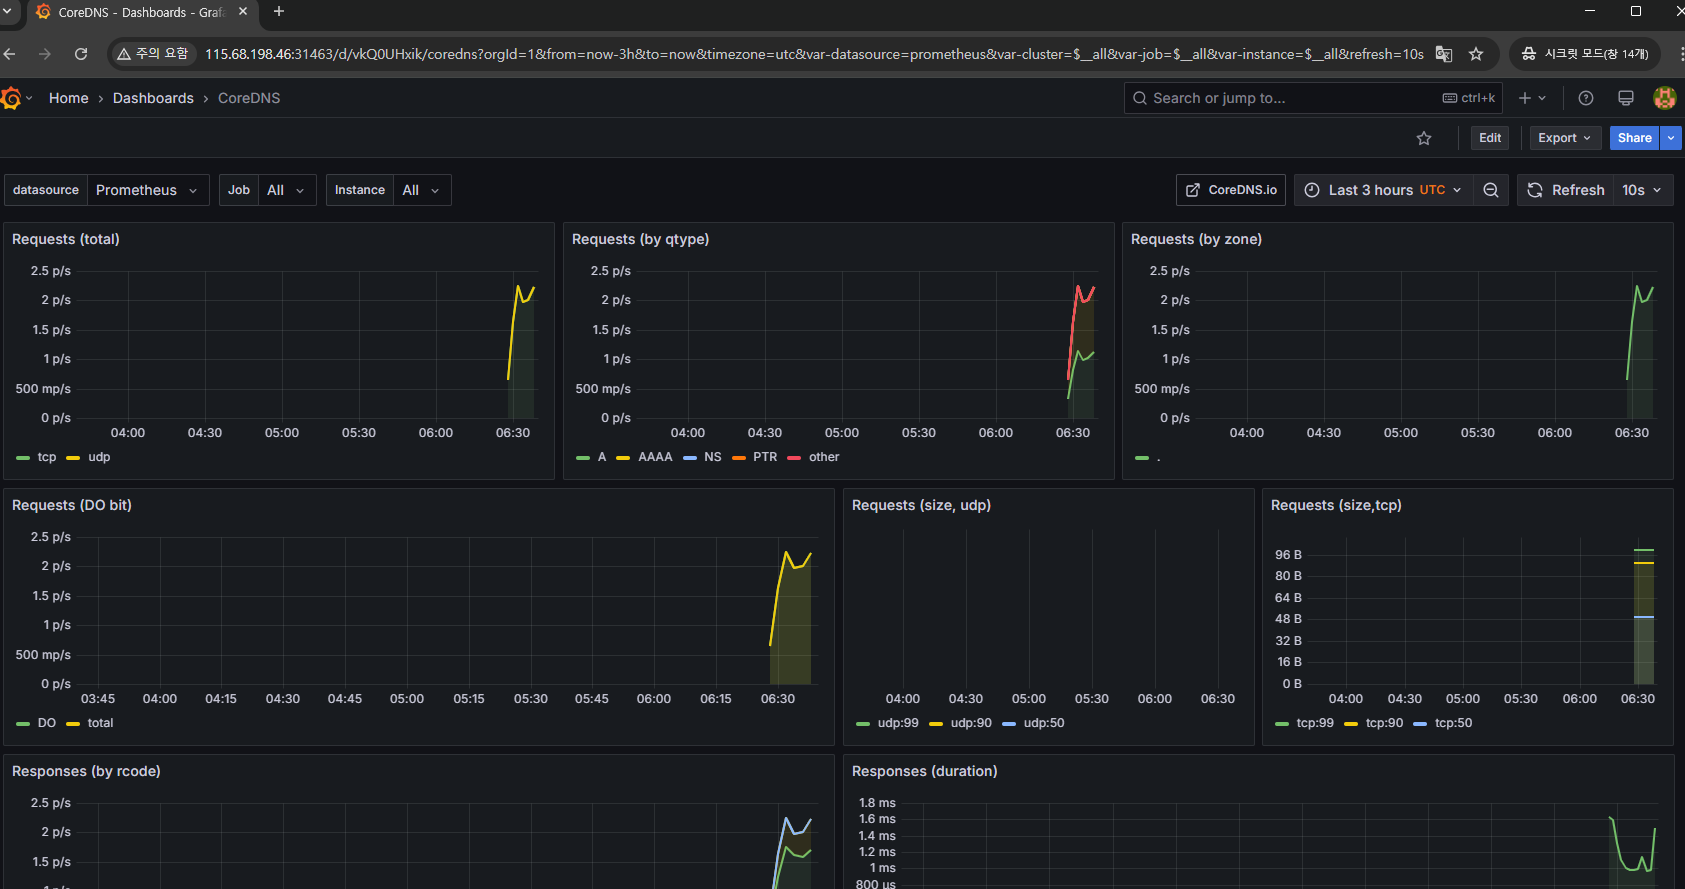 CoreDNS - Dashboards - Grafa
주의 요함
115.68.198.46:31463/d/vkQ0UHxik/coredns?orgId=1&from=now-3h&to=now&timezone=utc&var-datasource=prometheus&var-cluster=$__all&var-job=$__all&var-instance=$__all&refresh=10s
시크릿 모드(창 14개)
Home › Dashboards › CoreDNS
Search or jump to...
ctrl+k
Edit
Export
Share
datasource Prometheus
Job All
Instance All
CoreDNS.io
Last 3 hours UTC
Refresh 10s
Requests (total)
2.5 p/s
2 p/s
1.5 p/s
1 p/s
500 mp/s
0 p/s
04:00 04:30 05:00 05:30 06:00 06:30
tcp udp
Requests (by qtype)
2.5 p/s
2 p/s
1.5 p/s
1 p/s
500 mp/s
0 p/s
04:00 04:30 05:00 05:30 06:00 06:30
A AAAA NS PTR other
Requests (by zone)
2.5 p/s
2 p/s
1.5 p/s
1 p/s
500 mp/s
0 p/s
04:00 04:30 05:00 05:30 06:00 06:30
.
Requests (DO bit)
2.5 p/s
2 p/s
1.5 p/s
1 p/s
500 mp/s
0 p/s
03:45 04:00 04:15 04:30 04:45 05:00 05:15 05:30 05:45 06:00 06:15 06:30
DO total
Requests (size, udp)
04:00 04:30 05:00 05:30 06:00 06:30
udp:99 udp:90 udp:50
Requests (size,tcp)
96 B
80 B
64 B
48 B
32 B
16 B
0 B
04:00 04:30 05:00 05:30 06:00 06:30
tcp:99 tcp:90 tcp:50
Responses (by rcode)
2.5 p/s
2 p/s
1.5 p/s
1 p/s
Responses (duration)
1.8 ms
1.6 ms
1.4 ms
1.2 ms
1 ms
800 µs